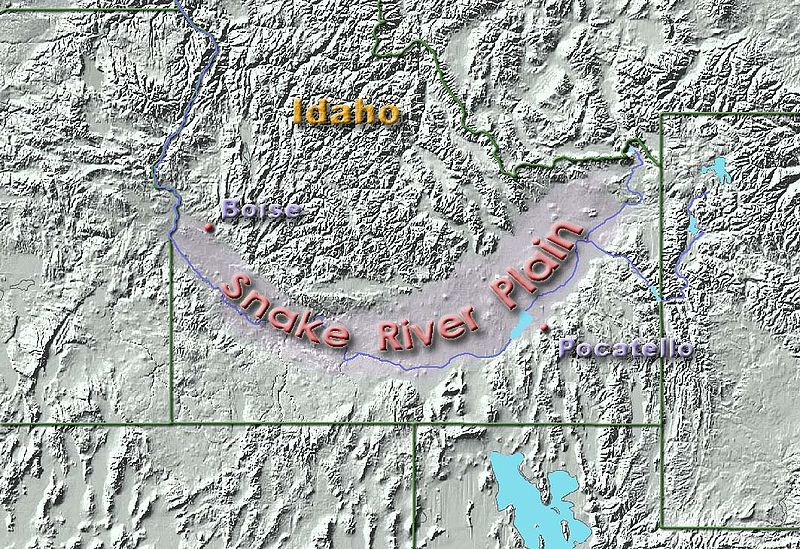 Idaho
Boise
Snake River Plain
Pocatello